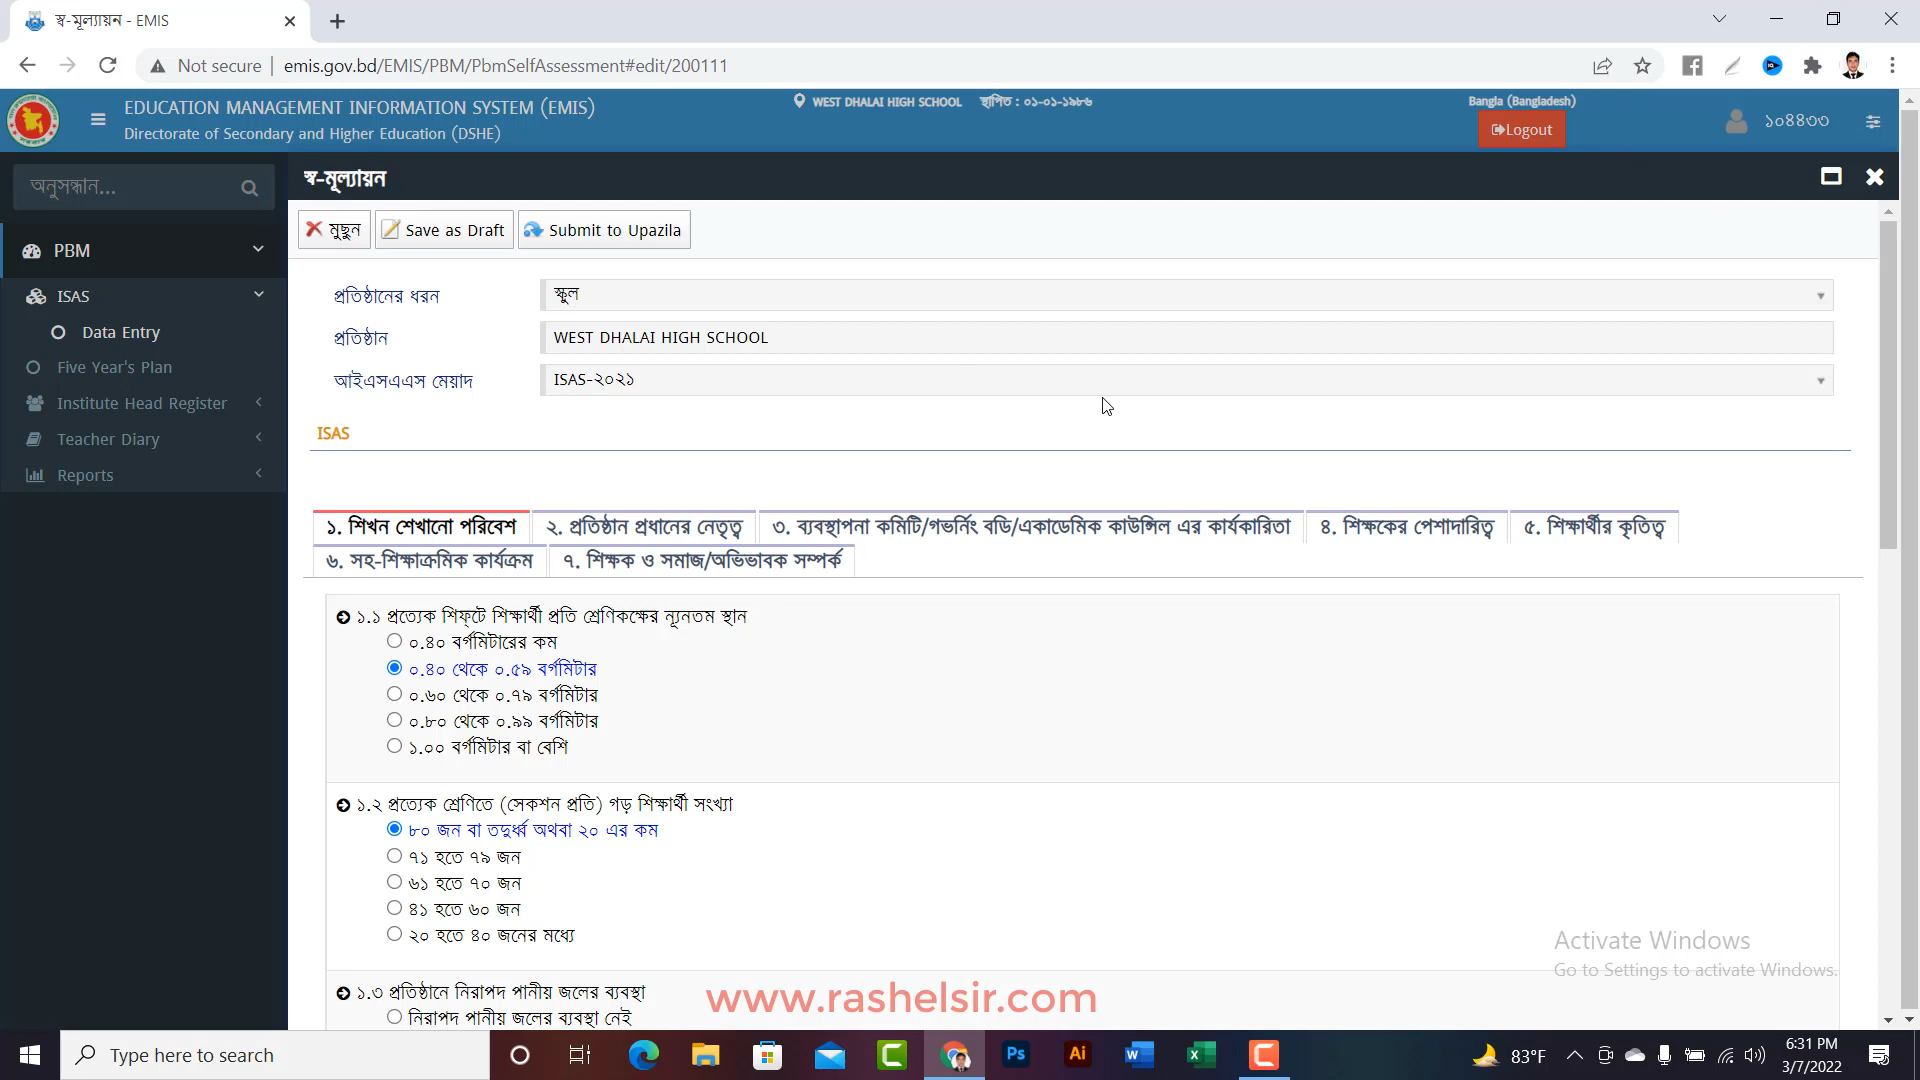 স্ব-মূল্যায়ন - EMIS
Not secure
emis.gov.bd/EMIS/PBM/PbmSelfAssessment#edit/200111
EDUCATION MANAGEMENT INFORMATION SYSTEM (EMIS)
Directorate of Secondary and Higher Education (DSHE)
WEST DHALAI HIGH SCHOOL স্থাপিত : ০১-০১-১৯৮৬
Bangla (Bangladesh)
Logout
১০৪৪৩৩
অনুসন্ধান...
PBM
ISAS
Data Entry
Five Year's Plan
Institute Head Register
Teacher Diary
Reports
স্ব-মূল্যায়ন
মুছুন
Save as Draft
Submit to Upazila
প্রতিষ্ঠানের ধরন
স্কুল
প্রতিষ্ঠান
WEST DHALAI HIGH SCHOOL
আইএসএএস মেয়াদ
ISAS-২০২১
ISAS
১. শিখন শেখানো পরিবেশ
২. প্রতিষ্ঠান প্রধানের নেতৃত্ব
৩. ব্যবস্থাপনা কমিটি/গভর্নিং বডি/একাডেমিক কাউন্সিল এর কার্যকারিতা
৪. শিক্ষকের পেশাদারিত্ব
৫. শিক্ষার্থীর কৃতিত্ব
৬. সহ-শিক্ষাক্রমিক কার্যক্রম
৭. শিক্ষক ও সমাজ/অভিভাবক সম্পর্ক
১.১ প্রত্যেক শিফ্‌টে শিক্ষার্থী প্রতি শ্রেণিকক্ষের ন্যূনতম স্থান
০.৪০ বর্গমিটারের কম
০.৪০ থেকে ০.৫৯ বর্গমিটার
০.৬০ থেকে ০.৭৯ বর্গমিটার
০.৮০ থেকে ০.৯৯ বর্গমিটার
১.০০ বর্গমিটার বা বেশি
১.২ প্রত্যেক শ্রেণিতে (সেকশন প্রতি) গড় শিক্ষার্থী সংখ্যা
৮০ জন বা তদুর্ধ্ব অথবা ২০ এর কম
৭১ হতে ৭৯ জন
৬১ হতে ৭০ জন
৪১ হতে ৬০ জন
২০ হতে ৪০ জনের মধ্যে
১.৩ প্রতিষ্ঠানে নিরাপদ পানীয় জলের ব্যবস্থা
নিরাপদ পানীয় জলের ব্যবস্থা নেই
Activate Windows
Go to Settings to activate Windows.
www.rashelsir.com
Type here to search
Ps
Ai
83°F
6:31 PM
3/7/2022